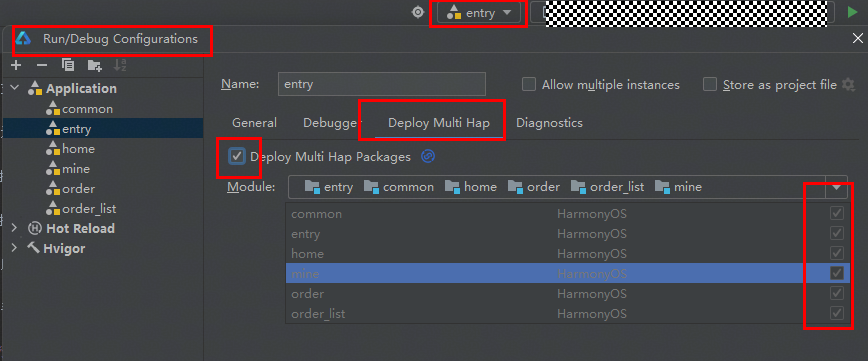 entry
Run/Debug Configurations
Application
common
entry
home
mine
order
order_list
Hot Reload
Hvigor
Name: entry Allow multiple instances Store as project file
General Debugger Deploy Multi Hap Diagnostics
Deploy Multi Hap Packages
Module: entry common home order order_list mine
common HarmonyOS
entry HarmonyOS
home HarmonyOS
mine HarmonyOS
order HarmonyOS
order_list HarmonyOS